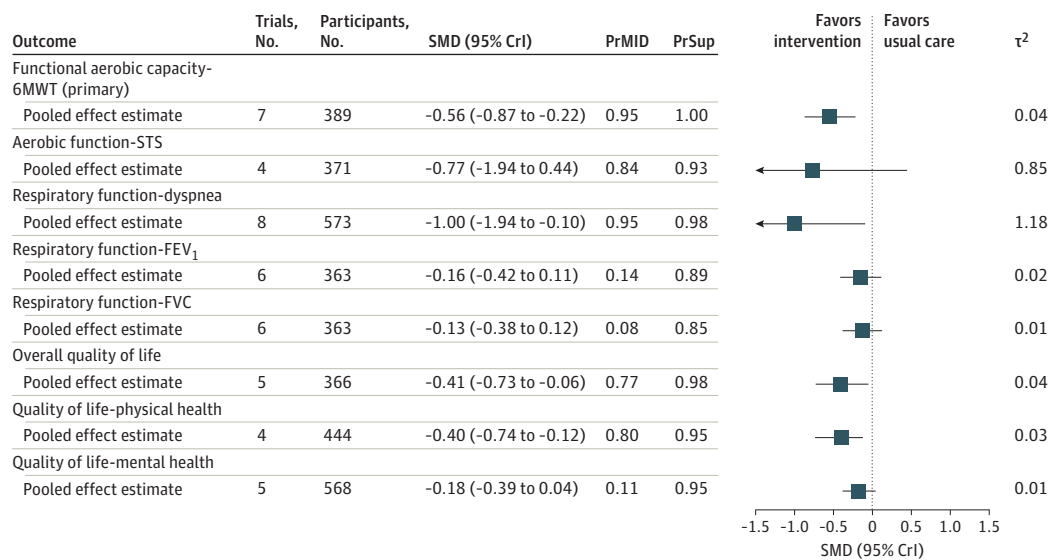 Outcome Trials, No. Participants, No. SMD (95% CrI) PrMID PrSup Favors intervention Favors usual care τ²
Functional aerobic capacity-
6MWT (primary)
Pooled effect estimate 7 389 -0.56 (-0.87 to -0.22) 0.95 1.00 0.04
Aerobic function-STS
Pooled effect estimate 4 371 -0.77 (-1.94 to 0.44) 0.84 0.93 0.85
Respiratory function-dyspnea
Pooled effect estimate 8 573 -1.00 (-1.94 to -0.10) 0.95 0.98 1.18
Respiratory function-FEV₁
Pooled effect estimate 6 363 -0.16 (-0.42 to 0.11) 0.14 0.89 0.02
Respiratory function-FVC
Pooled effect estimate 6 363 -0.13 (-0.38 to 0.12) 0.08 0.85 0.01
Overall quality of life
Pooled effect estimate 5 366 -0.41 (-0.73 to -0.06) 0.77 0.98 0.04
Quality of life-physical health
Pooled effect estimate 4 444 -0.40 (-0.74 to -0.12) 0.80 0.95 0.03
Quality of life-mental health
Pooled effect estimate 5 568 -0.18 (-0.39 to 0.04) 0.11 0.95 0.01
-1.5 -1.0 -0.5 0 0.5 1.0 1.5
SMD (95% CrI)